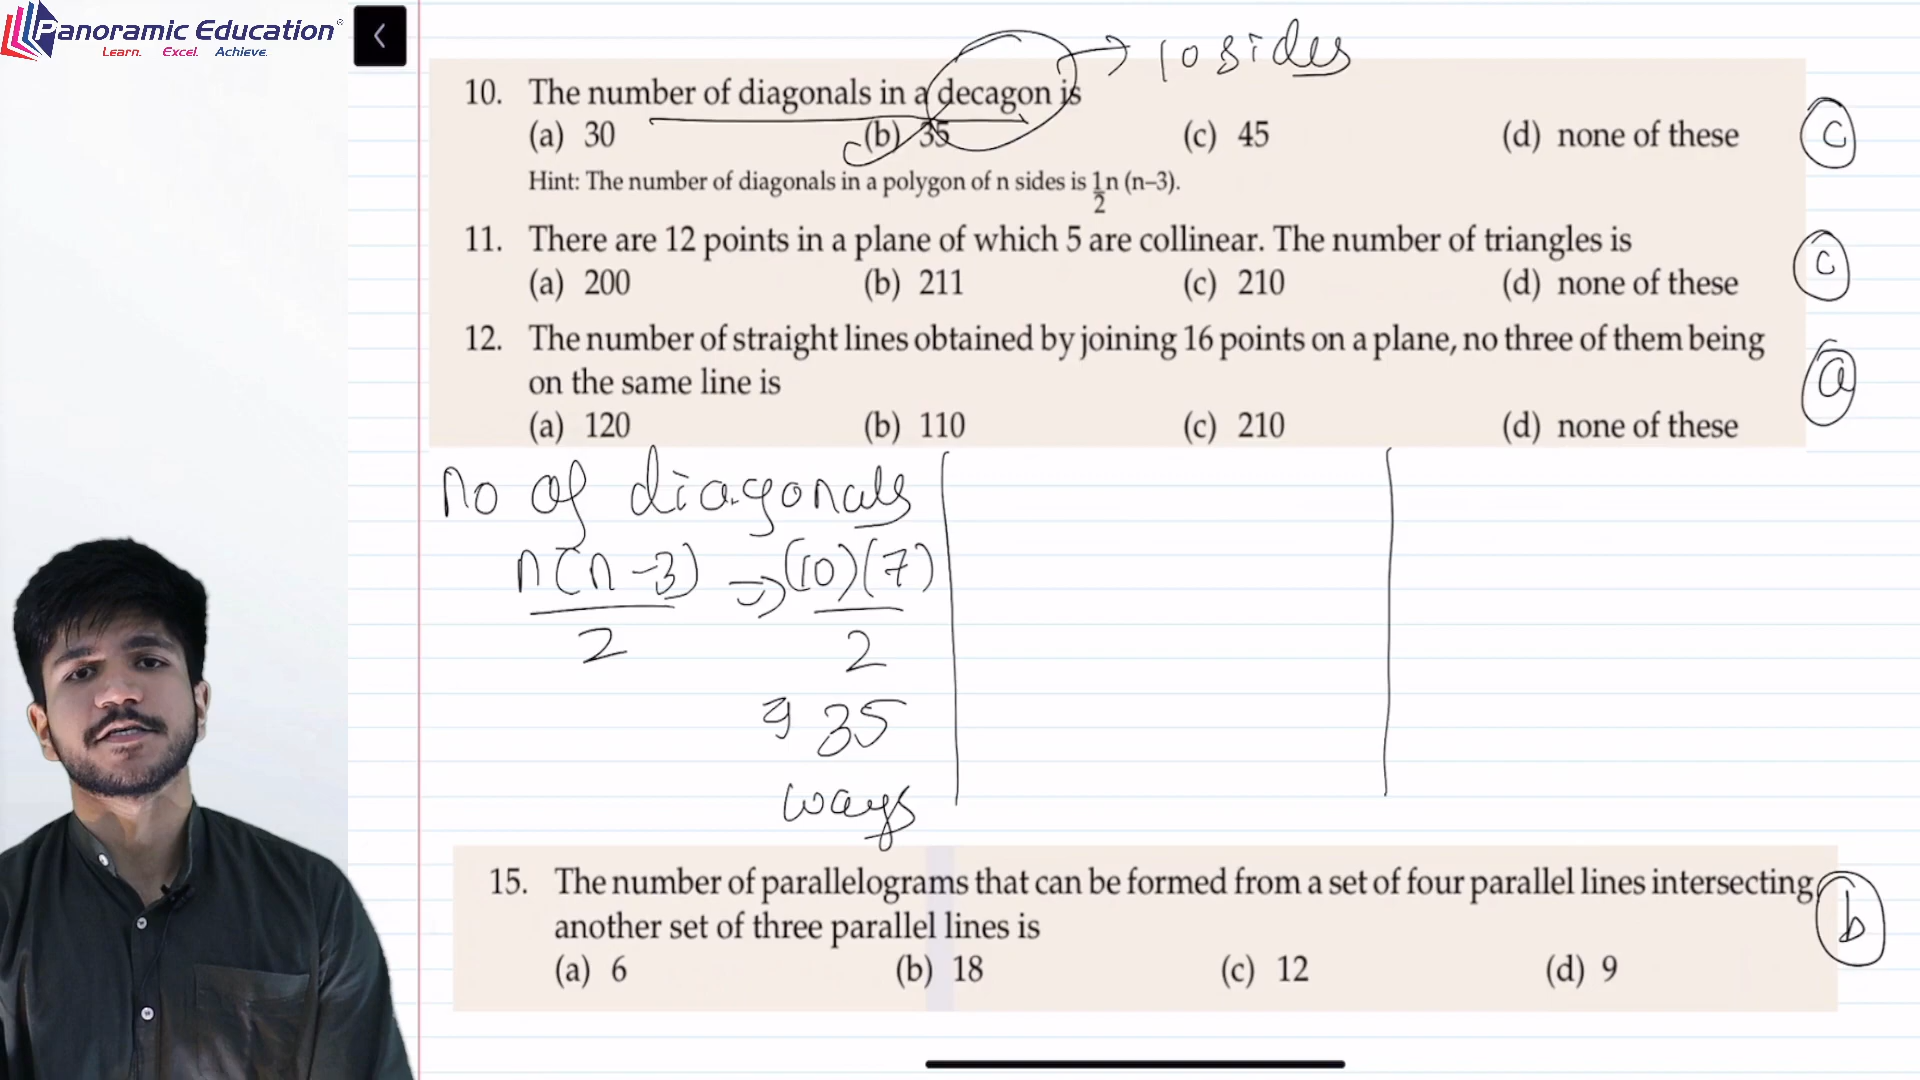 Panoramic Education®
Learn. Excel. Achieve.
→ 10 sides
10. The number of diagonals in a decagon is
(a) 30 (b) 35 (c) 45 (d) none of these
C
Hint: The number of diagonals in a polygon of n sides is 1/2 n (n–3).
11. There are 12 points in a plane of which 5 are collinear. The number of triangles is
(a) 200 (b) 211 (c) 210 (d) none of these
C
12. The number of straight lines obtained by joining 16 points on a plane, no three of them being
on the same line is
a
(a) 120 (b) 110 (c) 210 (d) none of these
no of diagonals
n(n-3)/2 ⇒ (10)(7)/2
35
ways
15. The number of parallelograms that can be formed from a set of four parallel lines intersecting
another set of three parallel lines is
b
(a) 6 (b) 18 (c) 12 (d) 9